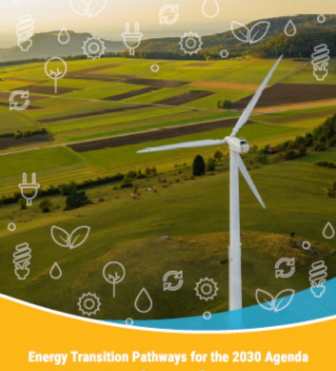 Energy Transition Pathways for the 2030 Agenda